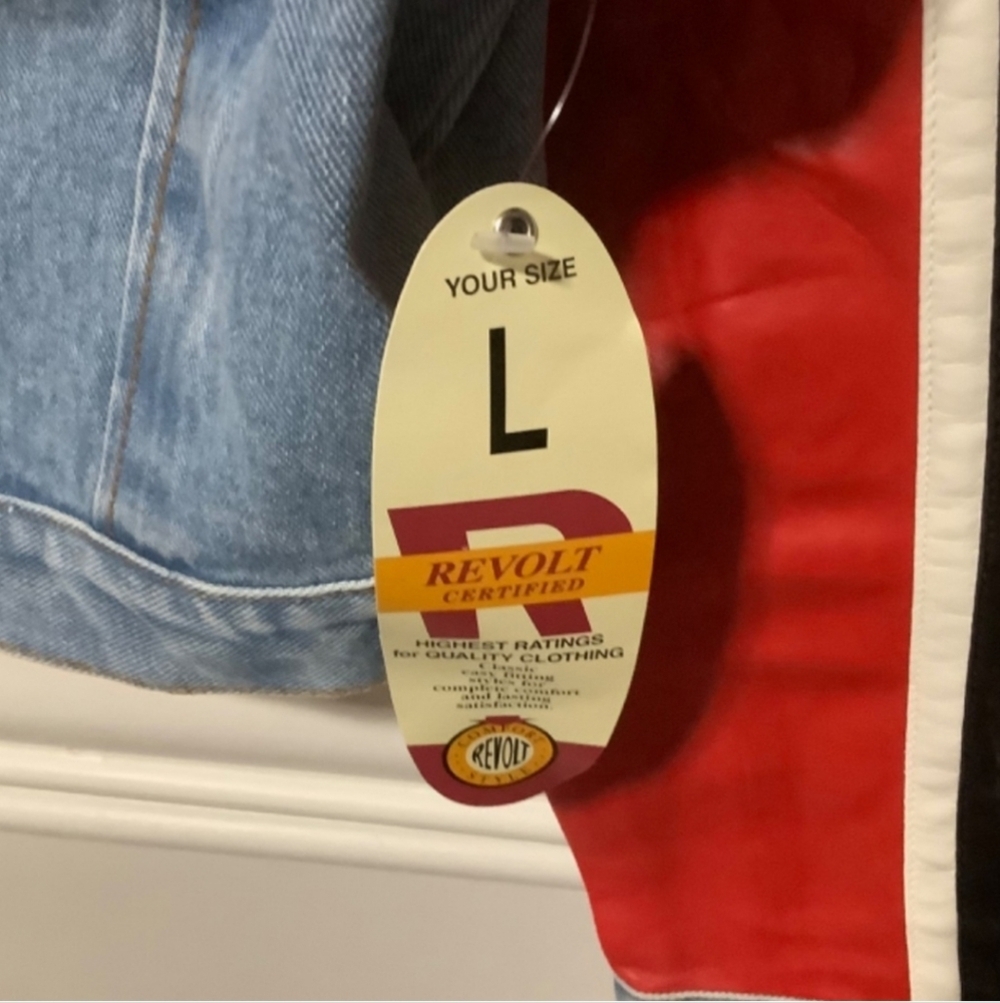 YOUR SIZE
L
R
REVOLT
CERTIFIED
HIGHEST RATINGS
for QUALITY CLOTHING
Classic
easy fitting
styles for
complete comfort
and lasting
satisfaction.
COMFORT
REVOLT
STYLE